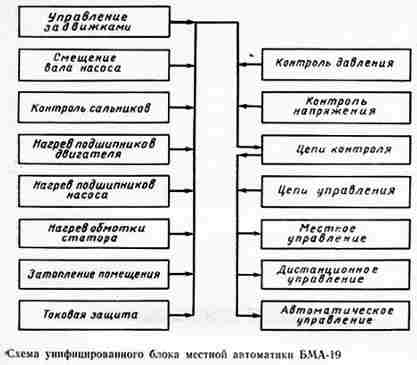 Управление
задвижками
Смещение
вала насоса
Контроль сальников
Нагрев подшипников
двигателя
Нагрев подшипников
насоса
Нагрев обмотки
статора
Затопление помещения
Токовая защита
Контроль давления
Контроль
напряжения
Цепи контроля
Цепи управления
Местное
управление
Дистанционное
управление
Автоматическое
управление
Схема унифицированного блока местной автоматики БМА-19